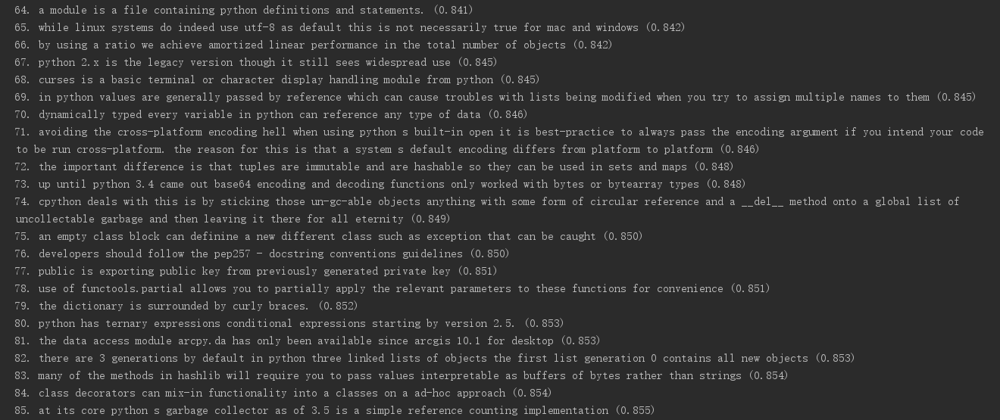 64. a module is a file containing python definitions and statements. (0.841)
65. while linux systems do indeed use utf-8 as default this is not necessarily true for mac and windows (0.842)
66. by using a ratio we achieve amortized linear performance in the total number of objects (0.842)
67. python 2.x is the legacy version though it still sees widespread use (0.845)
68. curses is a basic terminal or character display handling module from python (0.845)
69. in python values are generally passed by reference which can cause troubles with lists being modified when you try to assign multiple names to them (0.845)
70. dynamically typed every variable in python can reference any type of data (0.846)
71. avoiding the cross-platform encoding hell when using python s built-in open it is best-practice to always pass the encoding argument if you intend your code
to be run cross-platform. the reason for this is that a system s default encoding differs from platform to platform (0.846)
72. the important difference is that tuples are immutable and are hashable so they can be used in sets and maps (0.848)
73. up until python 3.4 came out base64 encoding and decoding functions only worked with bytes or bytearray types (0.848)
74. cpython deals with this is by sticking those un-gc-able objects anything with some form of circular reference and a __del__ method onto a global list of
uncollectable garbage and then leaving it there for all eternity (0.849)
75. an empty class block can definine a new different class such as exception that can be caught (0.850)
76. developers should follow the pep257 - docstring conventions guidelines (0.850)
77. public is exporting public key from previously generated private key (0.851)
78. use of functools.partial allows you to partially apply the relevant parameters to these functions for convenience (0.851)
79. the dictionary is surrounded by curly braces. (0.852)
80. python has ternary expressions conditional expressions starting by version 2.5. (0.853)
81. the data access module arcpy.da has only been available since arcgis 10.1 for desktop (0.853)
82. there are 3 generations by default in python three linked lists of objects the first list generation 0 contains all new objects (0.853)
83. many of the methods in hashlib will require you to pass values interpretable as buffers of bytes rather than strings (0.854)
84. class decorators can mix-in functionality into a classes on a ad-hoc approach (0.854)
85. at its core python s garbage collector as of 3.5 is a simple reference counting implementation (0.855)